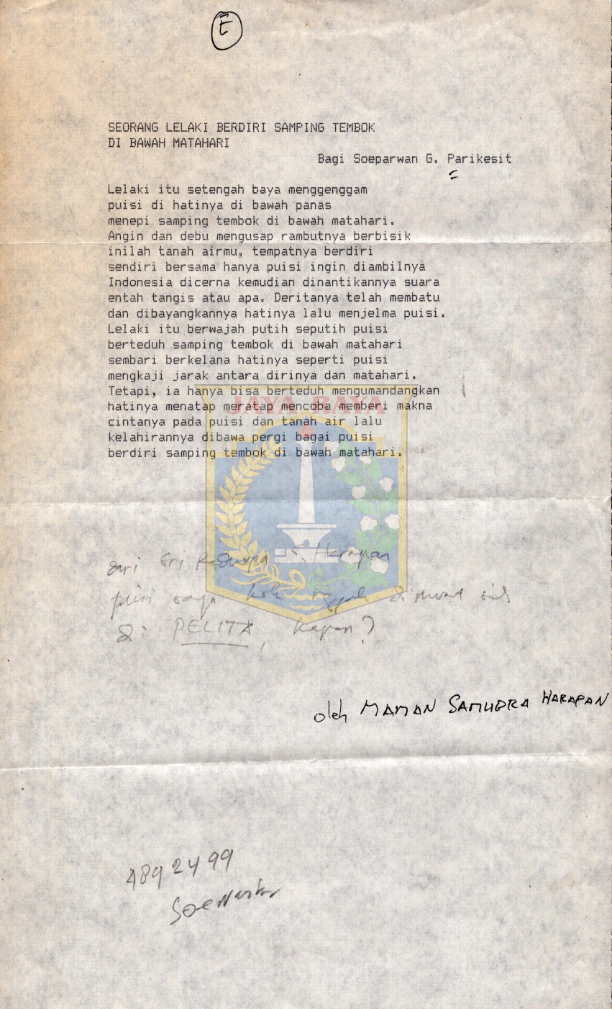 E
SEORANG LELAKI BERDIRI SAMPING TEMBOK
DI BAWAH MATAHARI
Bagi Soeparwan G. Parikesit
Lelaki itu setengah baya menggenggam
puisi di hatinya di bawah panas
menepi samping tembok di bawah matahari.
Angin dan debu mengusap rambutnya berbisik
inilah tanah airmu, tempatnya berdiri
sendiri bersama hanya puisi ingin diambilnya
Indonesia dicerna kemudian dinantikannya suara
entah tangis atau apa. Deritanya telah membatu
dan dibayangkannya hatinya lalu menjelma puisi.
Lelaki itu berwajah putih seputih puisi
berteduh samping tembok di bawah matahari
sembari berkelana hatinya seperti puisi
mengkaji jarak antara dirinya dan matahari.
Tetapi, ia hanya bisa berteduh mengumandangkan
hatinya menatap meratap mencoba memberi makna
cintanya pada puisi dan tanah air lalu
kelahirannya dibawa pergi bagai puisi
berdiri samping tembok di bawah matahari.
JAYA RAYA
dari Sri Harapan
puisi saya dimuat
di PELITA, kapan?
oleh MAMAN SAMUDRA HARAPAN
4892499